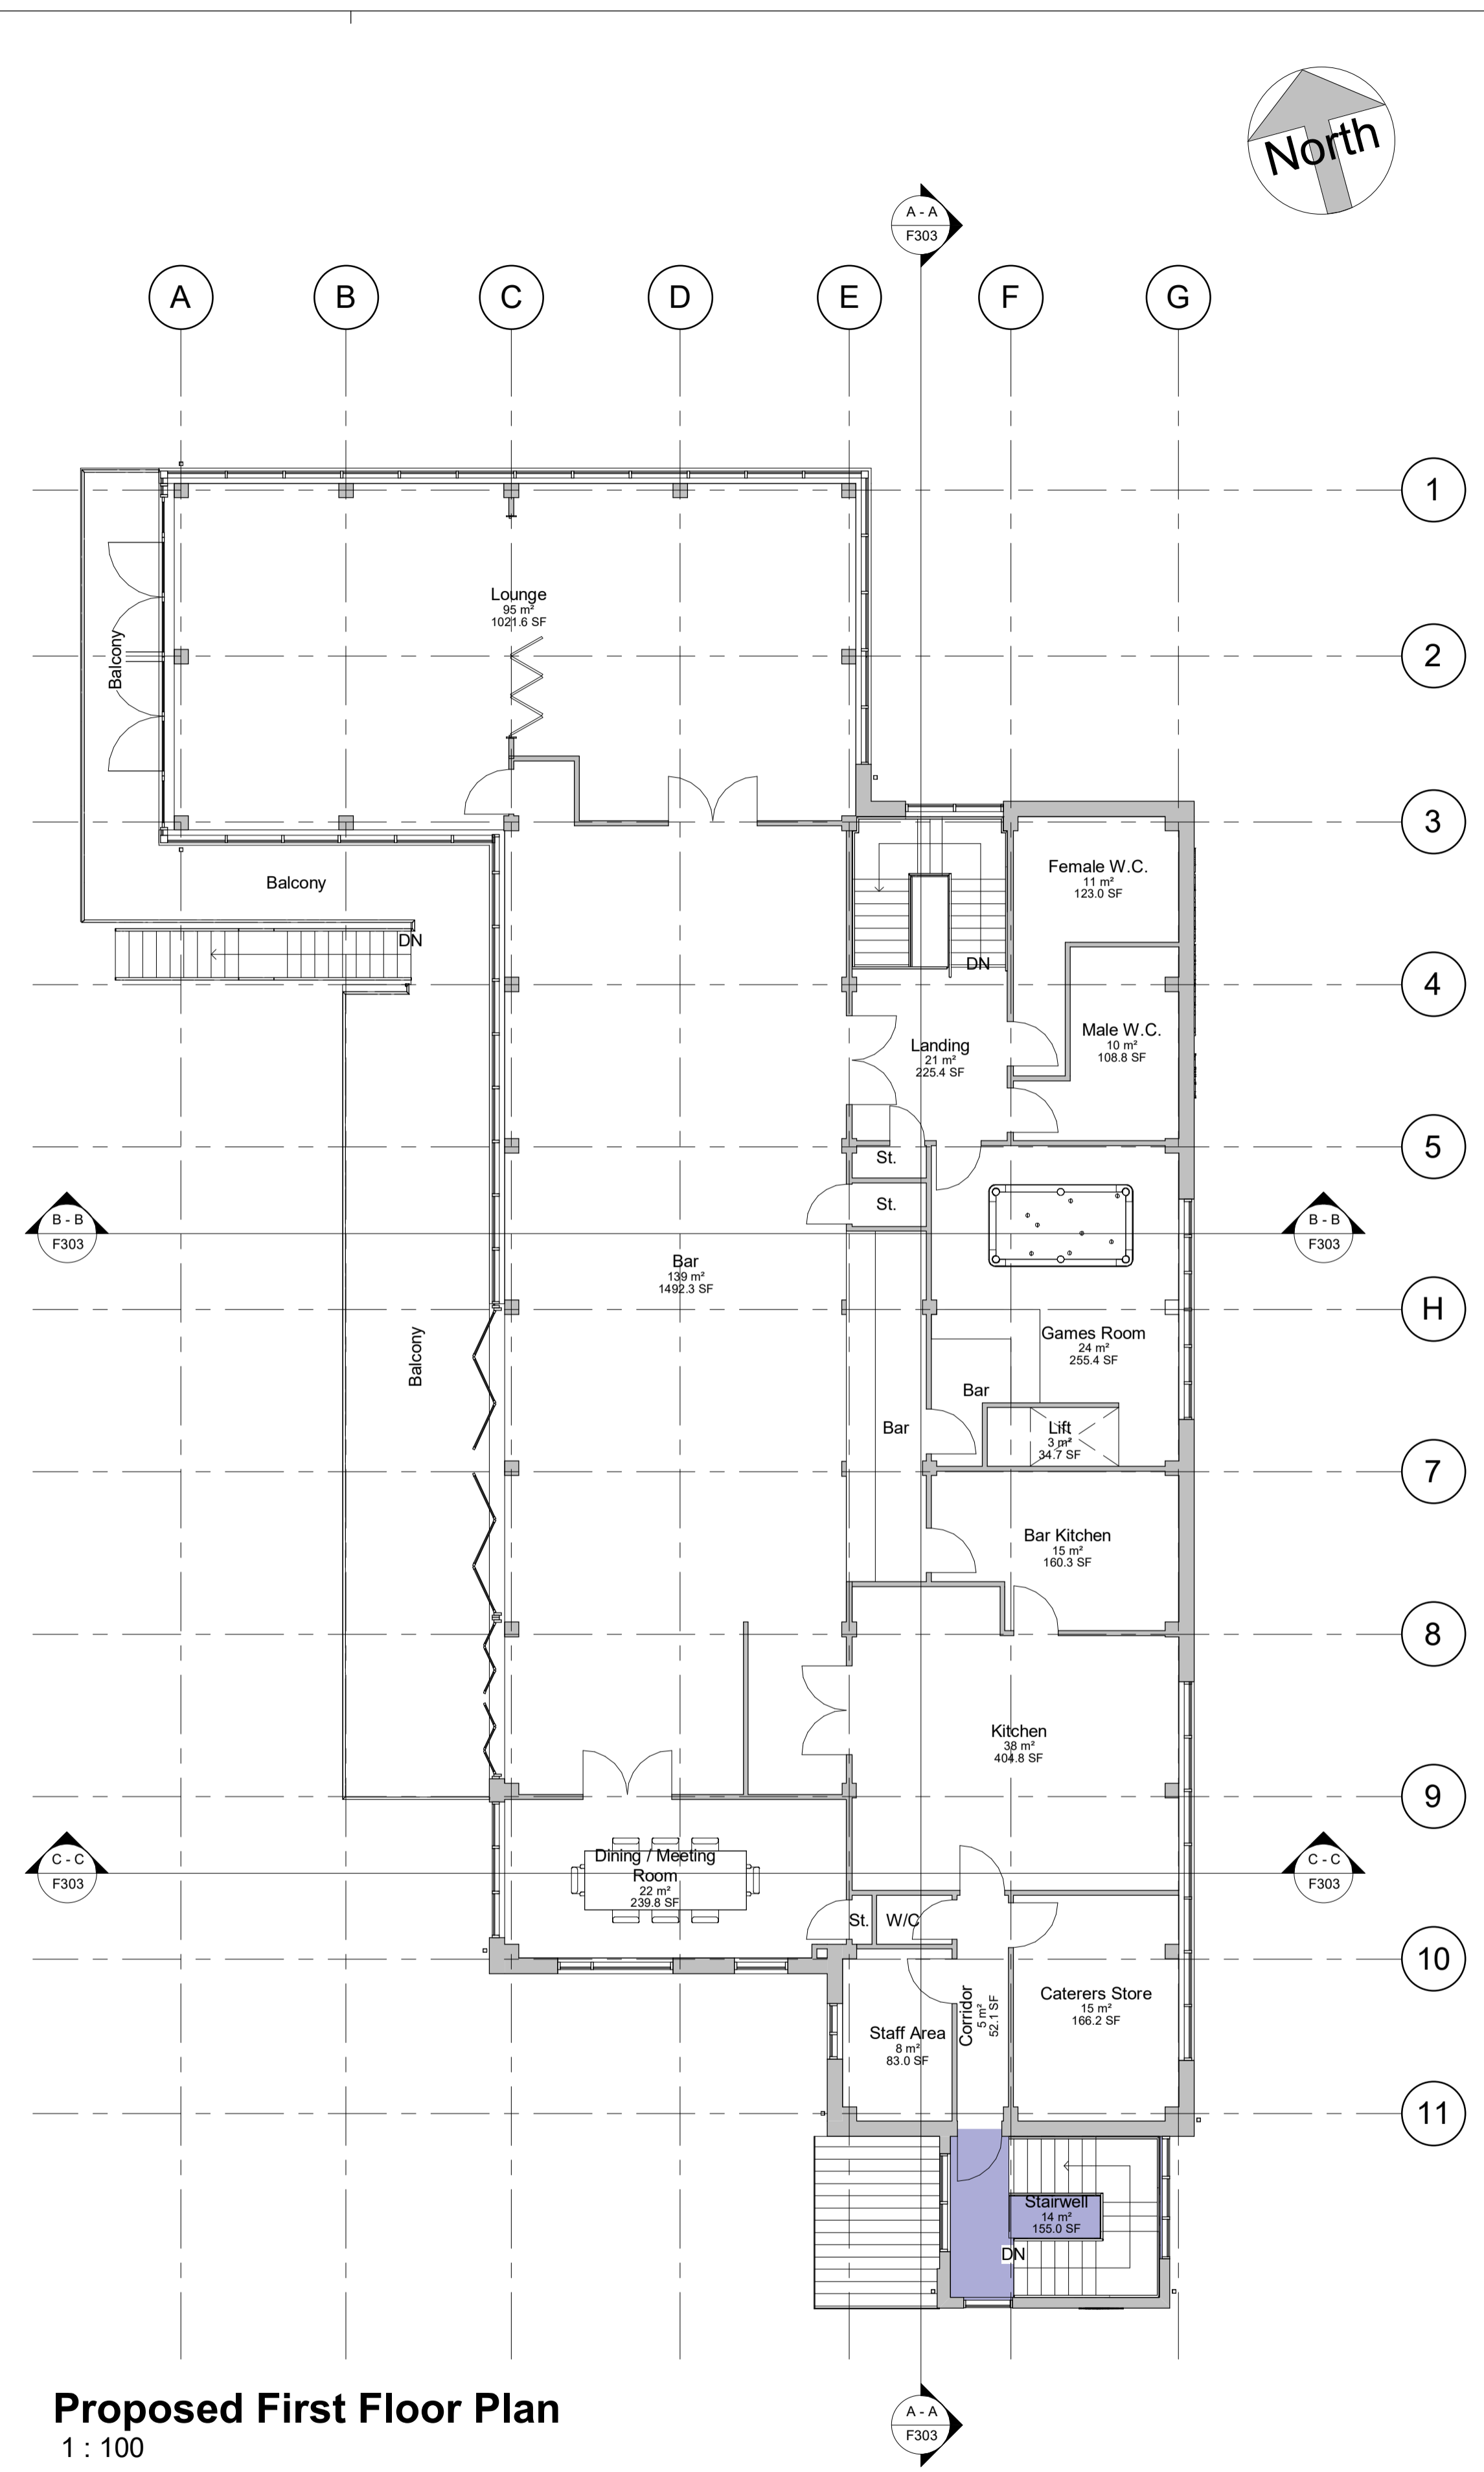 North
A - A
F303
A
B
C
D
E
F
G
1
Lounge
95 m²
1021.6 SF
Balcony
2
3
Female W.C.
11 m²
123.0 SF
Balcony
DN
DN
4
Male W.C.
10 m²
108.8 SF
Landing
21 m²
225.4 SF
5
St.
St.
B - B
F303
B - B
F303
Bar
139 m²
1492.3 SF
H
Games Room
24 m²
255.4 SF
Balcony
Bar
Bar
Lift
3 m²
34.7 SF
7
Bar Kitchen
15 m²
160.3 SF
8
Kitchen
38 m²
404.8 SF
9
C - C
F303
C - C
F303
Dining / Meeting
Room
22 m²
239.8 SF
St.
W/C
10
Caterers Store
15 m²
166.2 SF
Corridor
5 m²
52.1 SF
Staff Area
8 m²
83.0 SF
11
Stairwell
14 m²
155.0 SF
DN
Proposed First Floor Plan
1 : 100
A - A
F303